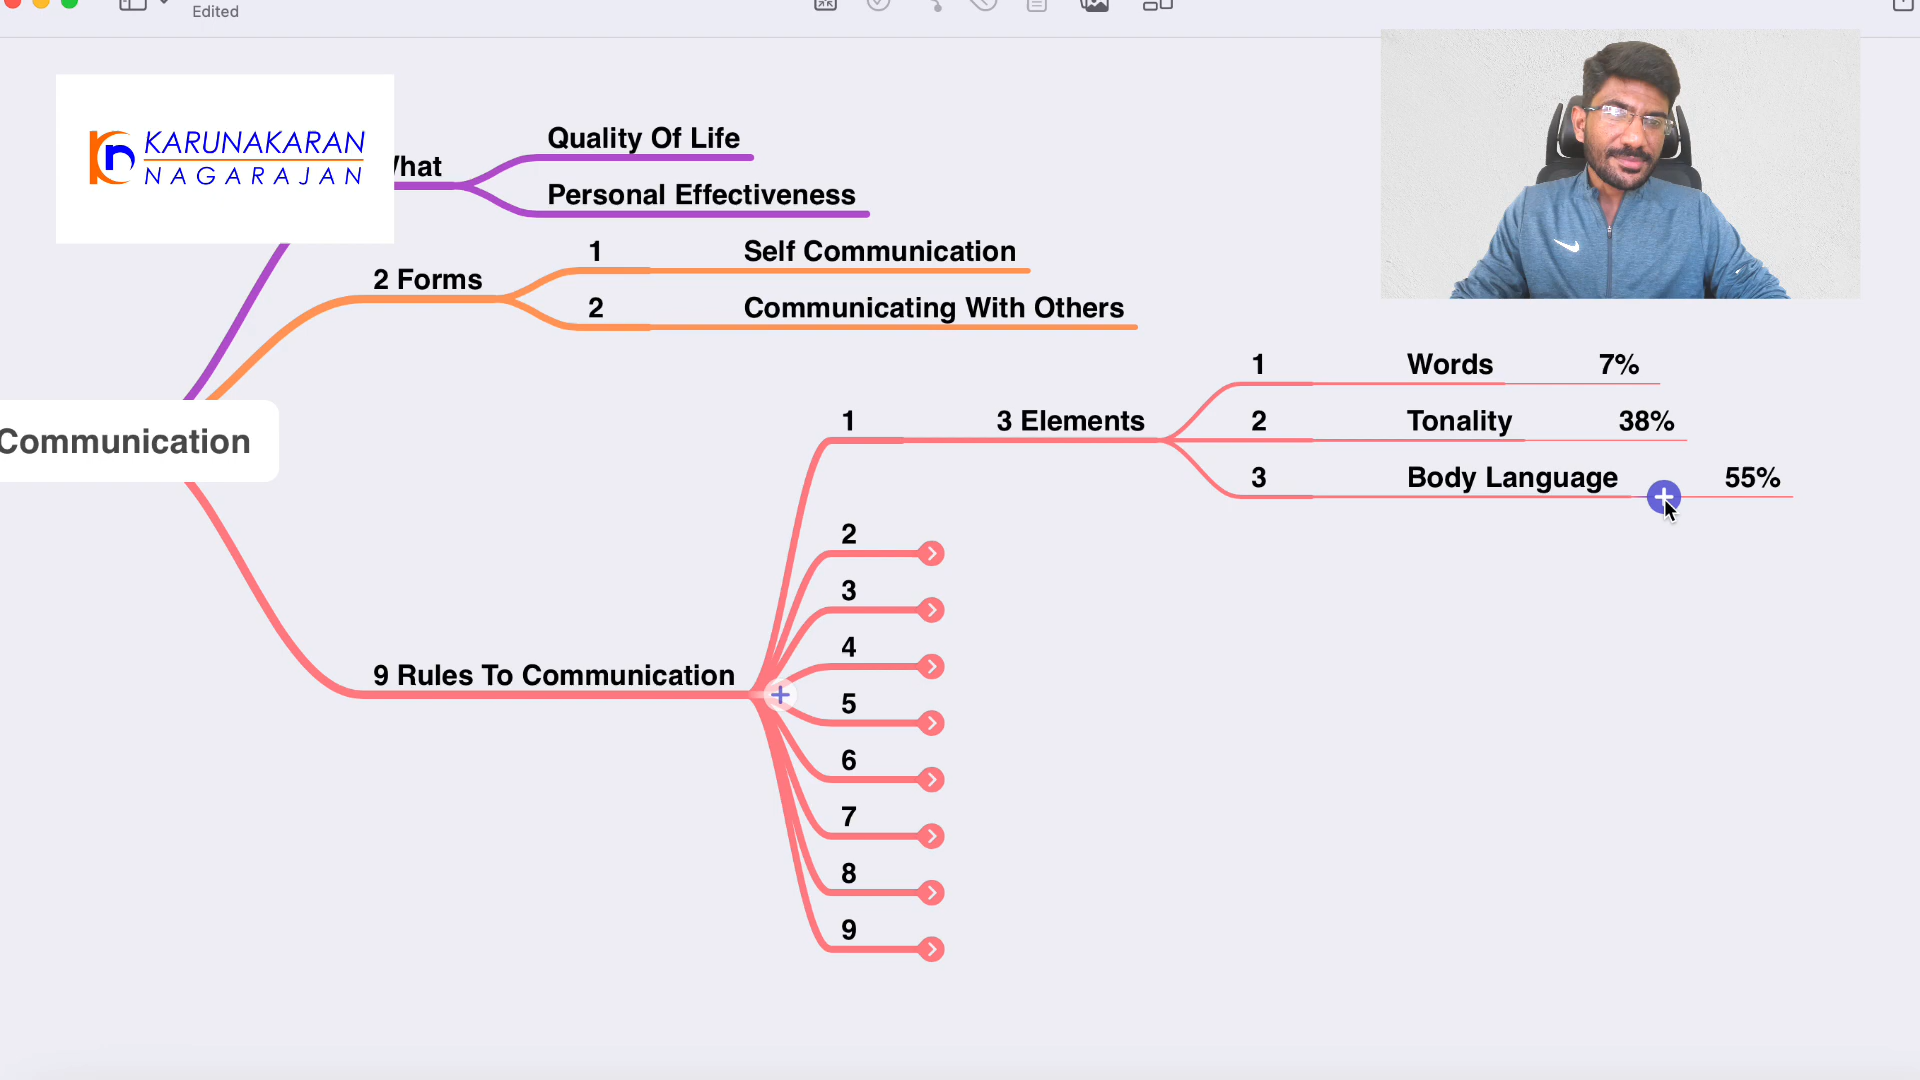 Edited
KARUNAKARAN
NAGARAJAN
hat
Quality Of Life
Personal Effectiveness
2 Forms
1 Self Communication
2 Communicating With Others
Communication
1 3 Elements
1 Words 7%
2 Tonality 38%
3 Body Language 55%
9 Rules To Communication
2
3
4
5
6
7
8
9